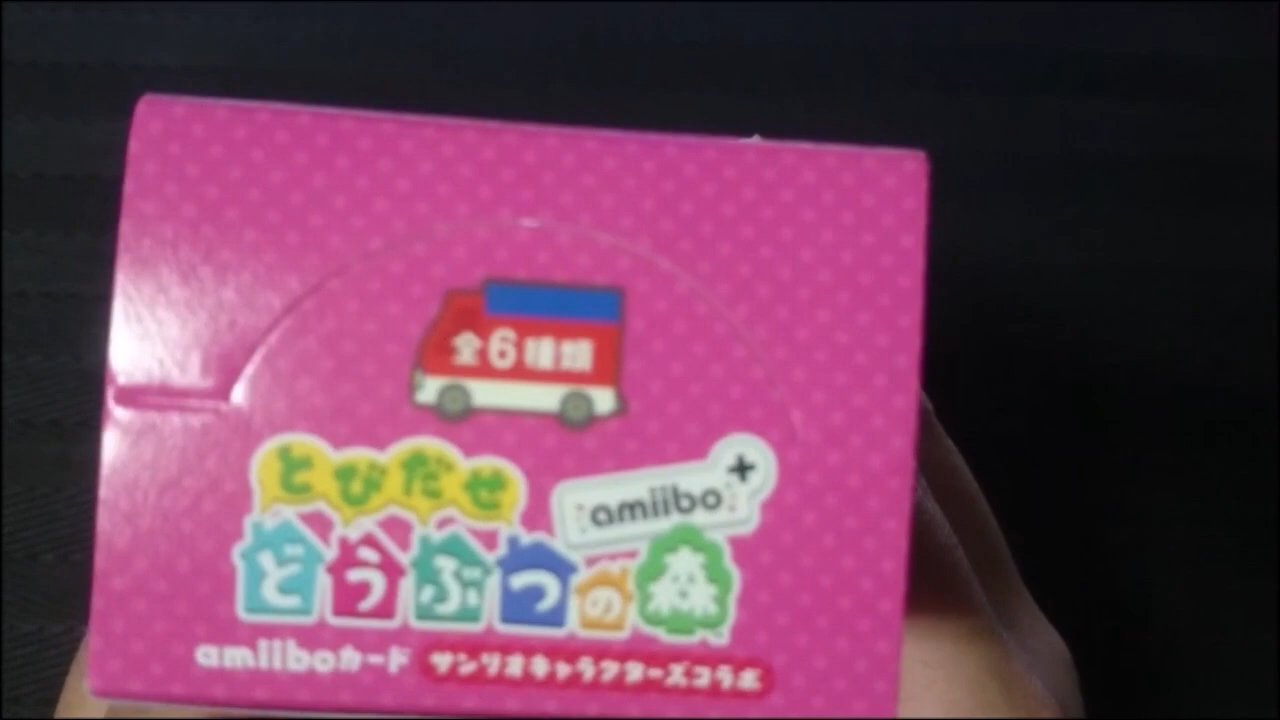 全6種類
とびだせ
amiibo+
どうぶつの森
amiiboカード サンリオキャラクターズコラボ